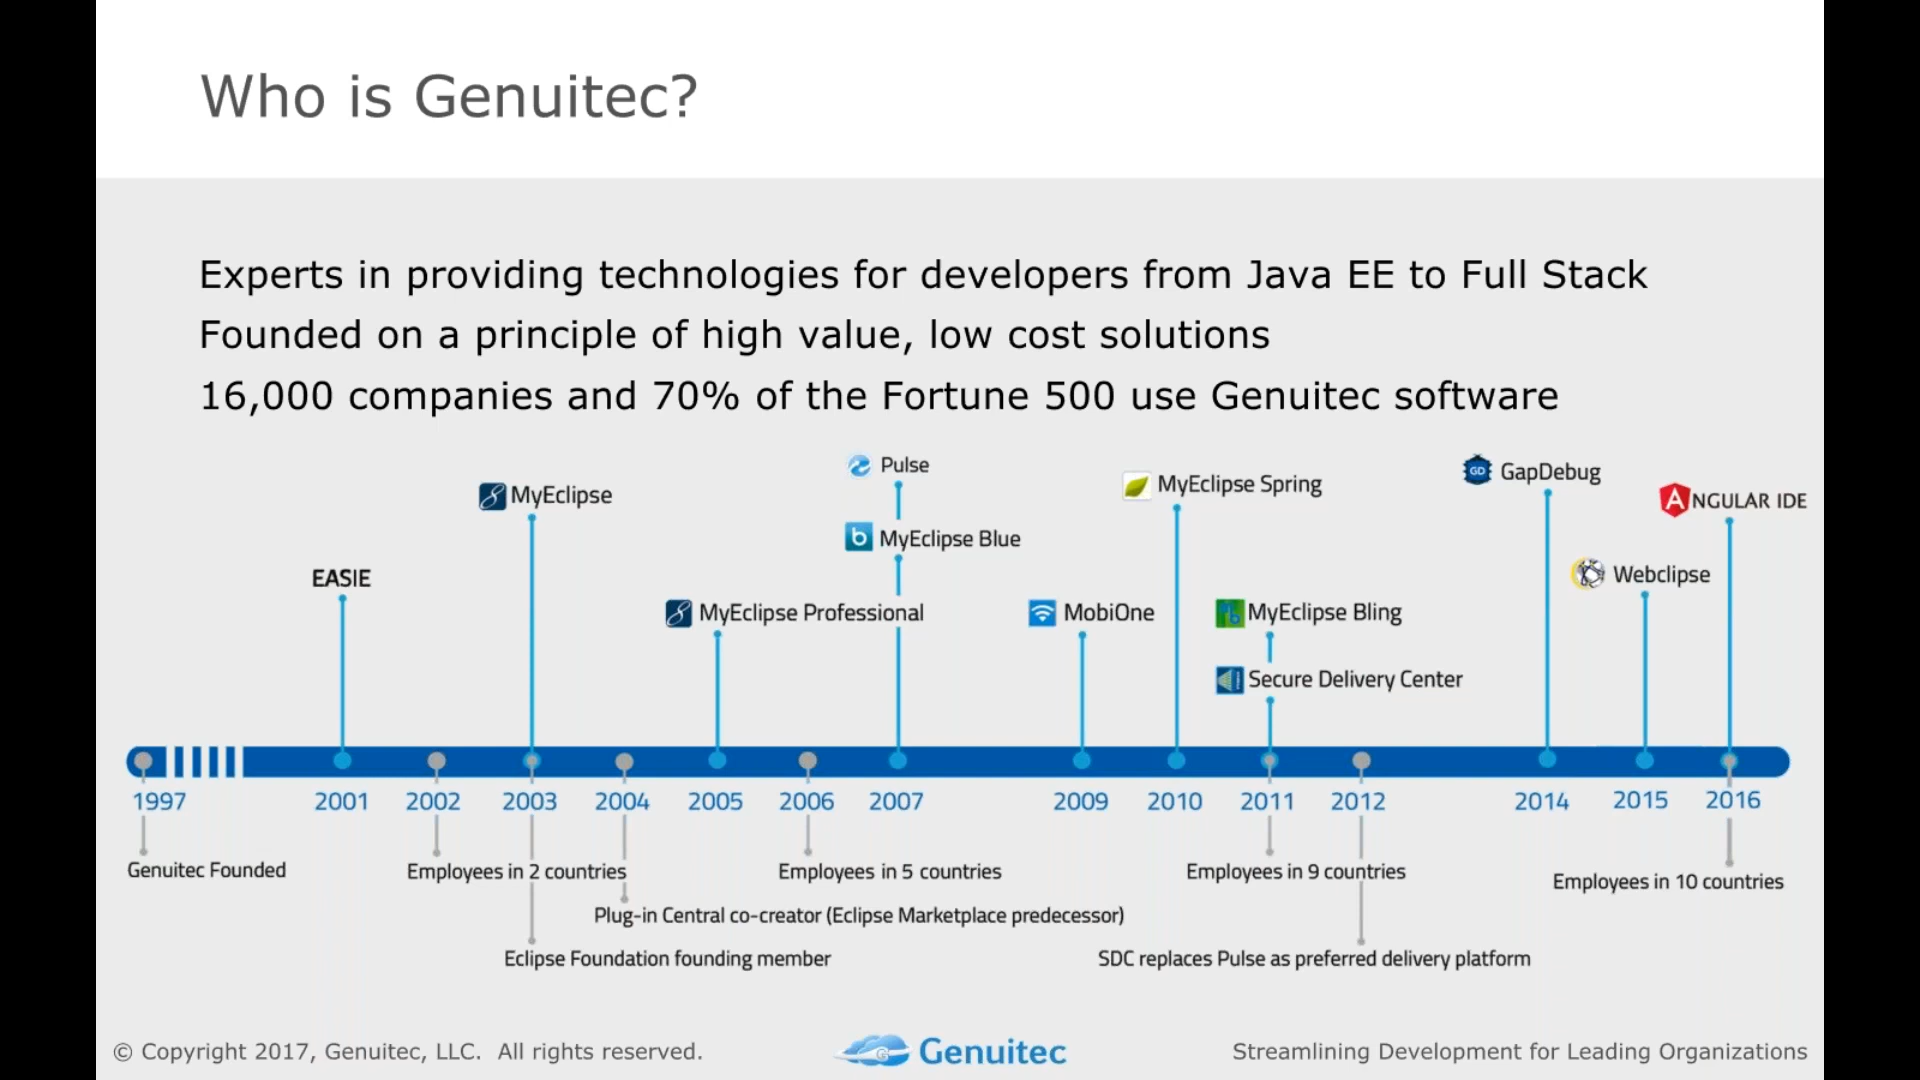 Who is Genuitec?
Experts in providing technologies for developers from Java EE to Full Stack
Founded on a principle of high value, low cost solutions
16,000 companies and 70% of the Fortune 500 use Genuitec software
Pulse
GD GapDebug
MyEclipse Spring
MyEclipse
ANGULAR IDE
b MyEclipse Blue
Webclipse
EASIE
MyEclipse Professional
MobiOne
MyEclipse Bling
Secure Delivery Center
1997 2001 2002 2003 2004 2005 2006 2007 2009 2010 2011 2012 2014 2015 2016
Genuitec Founded
Employees in 2 countries
Employees in 5 countries
Employees in 9 countries
Employees in 10 countries
Plug-in Central co-creator (Eclipse Marketplace predecessor)
Eclipse Foundation founding member
SDC replaces Pulse as preferred delivery platform
© Copyright 2017, Genuitec, LLC. All rights reserved.
G Genuitec
Streamlining Development for Leading Organizations